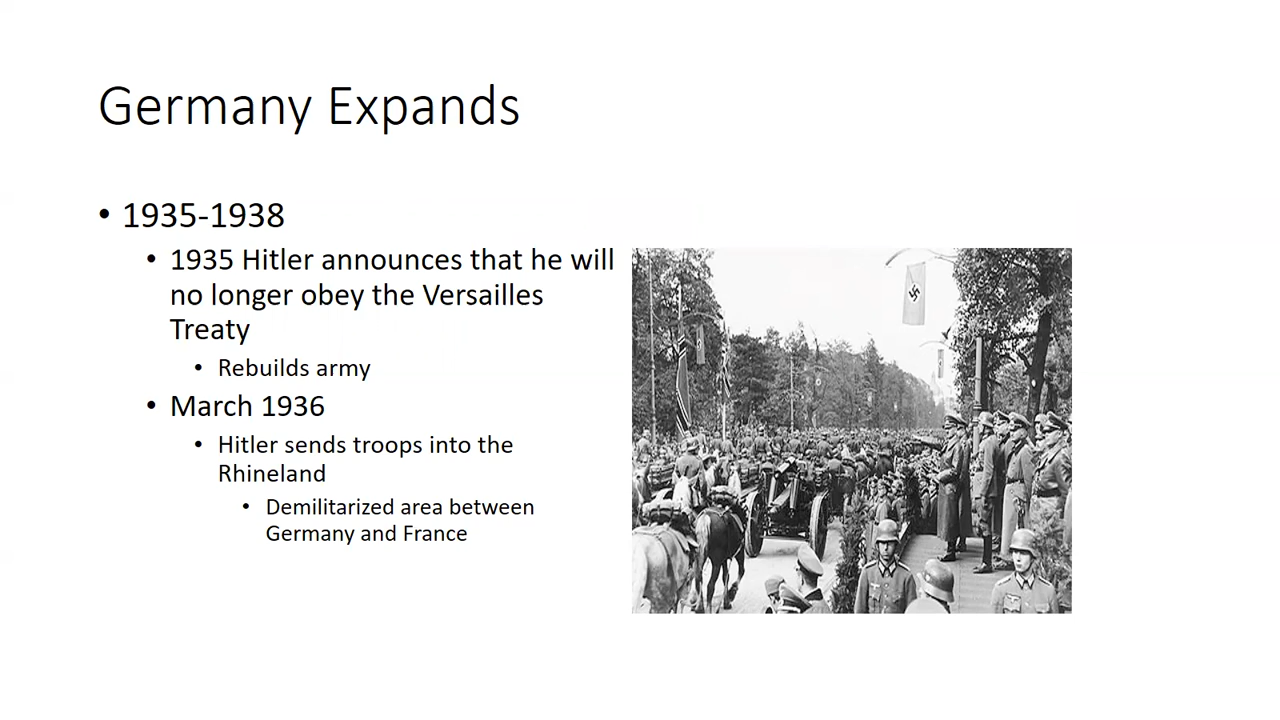 Germany Expands
• 1935-1938
• 1935 Hitler announces that he will
no longer obey the Versailles
Treaty
• Rebuilds army
• March 1936
• Hitler sends troops into the
Rhineland
• Demilitarized area between
Germany and France